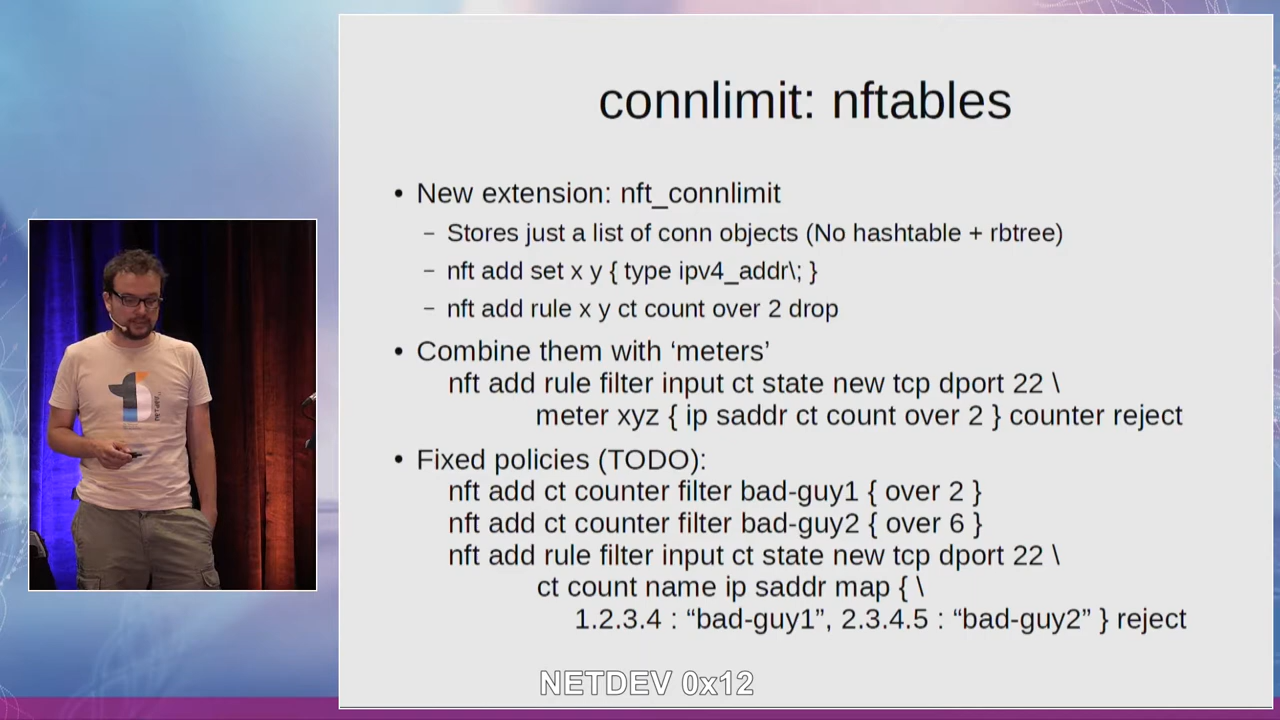 connlimit: nftables
• New extension: nft_connlimit
– Stores just a list of conn objects (No hashtable + rbtree)
– nft add set x y { type ipv4_addr\; }
– nft add rule x y ct count over 2 drop
• Combine them with ‘meters’
nft add rule filter input ct state new tcp dport 22 \
meter xyz { ip saddr ct count over 2 } counter reject
• Fixed policies (TODO):
nft add ct counter filter bad-guy1 { over 2 }
nft add ct counter filter bad-guy2 { over 6 }
nft add rule filter input ct state new tcp dport 22 \
ct count name ip saddr map { \
1.2.3.4 : “bad-guy1”, 2.3.4.5 : “bad-guy2” } reject
NETDEV 0x12